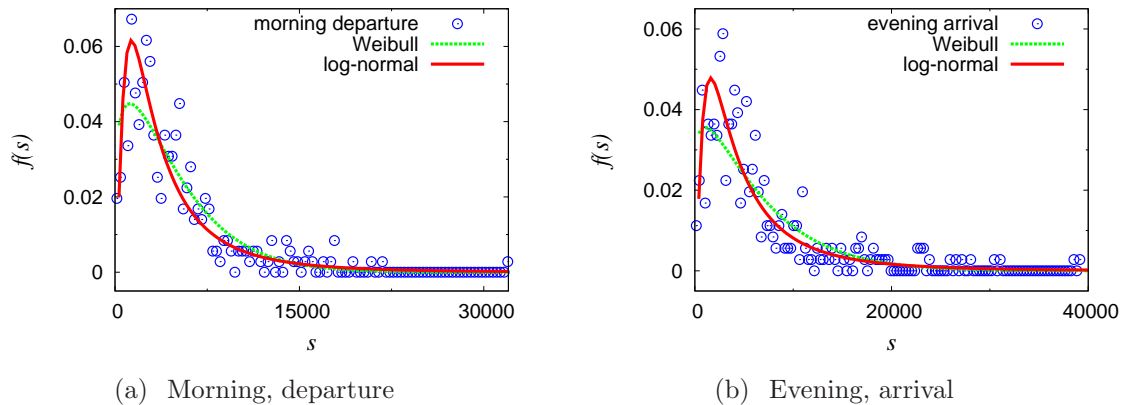 morning departure
Weibull
log-normal
0.06
0.04
0.02
0
f(s)
0
15000
30000
s
(a) Morning, departure
evening arrival
Weibull
log-normal
0.06
0.04
0.02
0
f(s)
0
20000
40000
s
(b) Evening, arrival